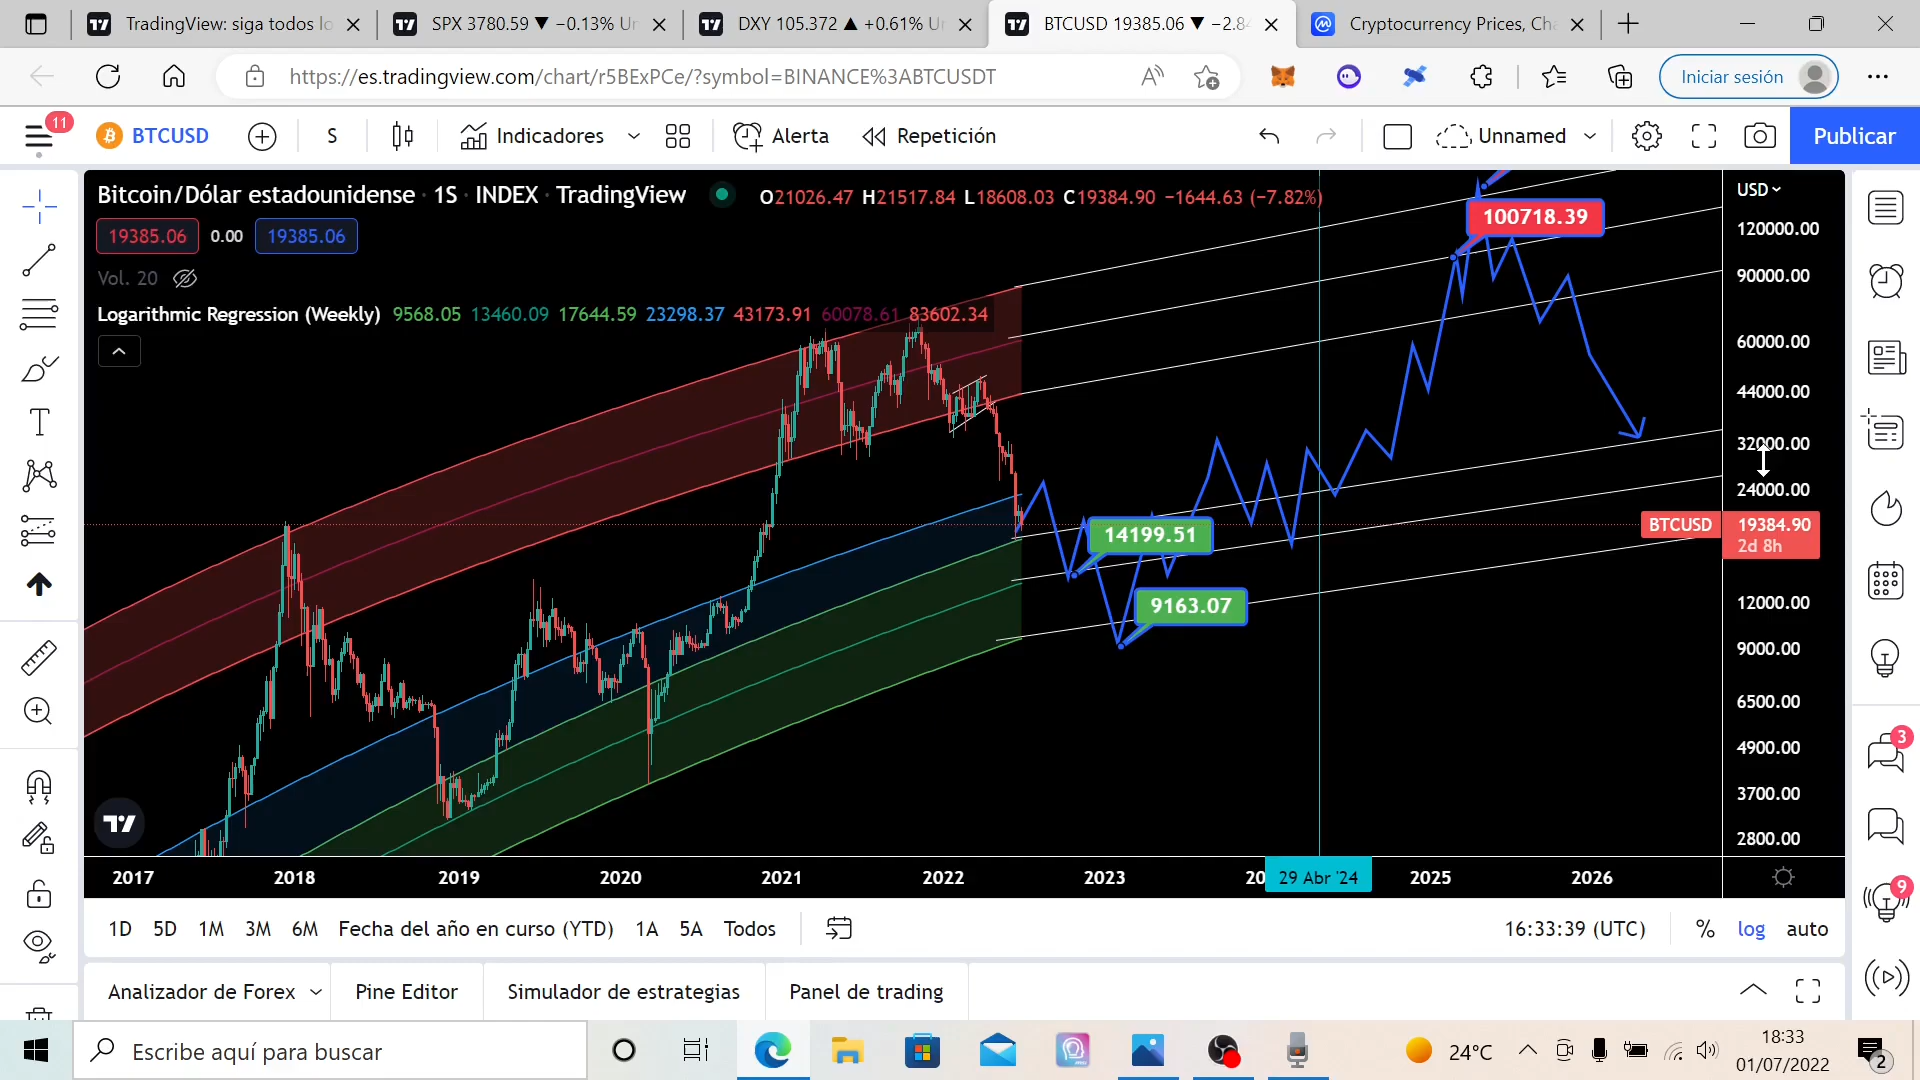 TradingView: siga todos lo
SPX 3780.59 ▼ −0.13% Un
DXY 105.372 ▲ +0.61% Un
BTCUSD 19385.06 ▼ −2.84
Cryptocurrency Prices, Cha
https://es.tradingview.com/chart/r5BExPCe/?symbol=BINANCE%3ABTCUSDT
Iniciar sesión
11
BTCUSD
S
Indicadores
Alerta
Repetición
Unnamed
Publicar
Bitcoin/Dólar estadounidense · 1S · INDEX · TradingView
O21026.47 H21517.84 L18608.03 C19384.90 −1644.63 (−7.82%)
USD
19385.06 0.00 19385.06
Vol. 20
Logarithmic Regression (Weekly) 9568.05 13460.09 17644.59 23298.37 43173.91 60078.61 83602.34
100718.39
14199.51
9163.07
120000.00
90000.00
60000.00
44000.00
32000.00
24000.00
BTCUSD 19384.90
2d 8h
12000.00
9000.00
6500.00
4900.00
3700.00
2800.00
2017 2018 2019 2020 2021 2022 2023 20 29 Abr '24 2025 2026
1D 5D 1M 3M 6M Fecha del año en curso (YTD) 1A 5A Todos
16:33:39 (UTC) % log auto
3
9
Analizador de Forex
Pine Editor
Simulador de estrategias
Panel de trading
Escribe aquí para buscar
24°C
18:33
01/07/2022
2